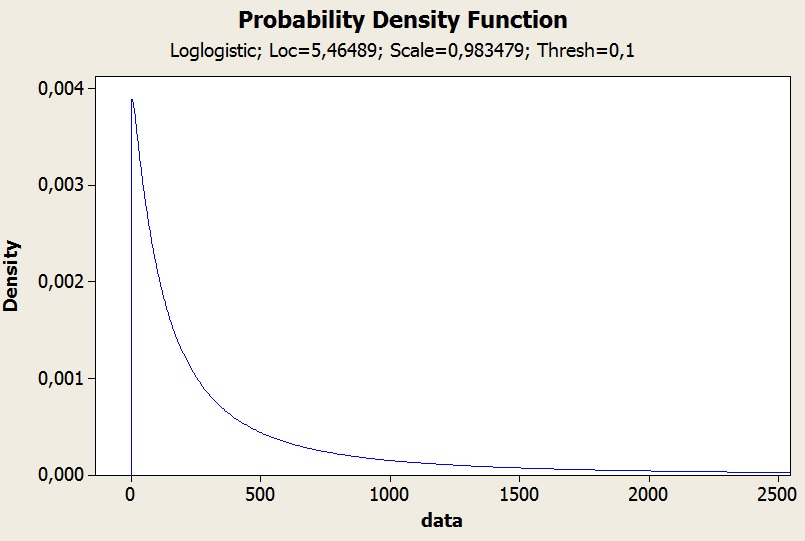 Probability Density Function
Loglogistic; Loc=5,46489; Scale=0,983479; Thresh=0,1
0,004
0,003
0,002
0,001
0,000
Density
0 500 1000 1500 2000 2500
data